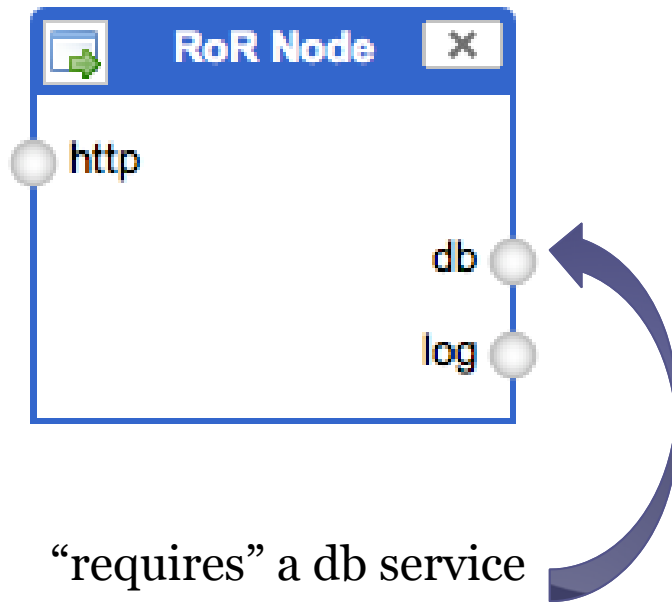 RoR Node
http
db
log
“requires” a db service